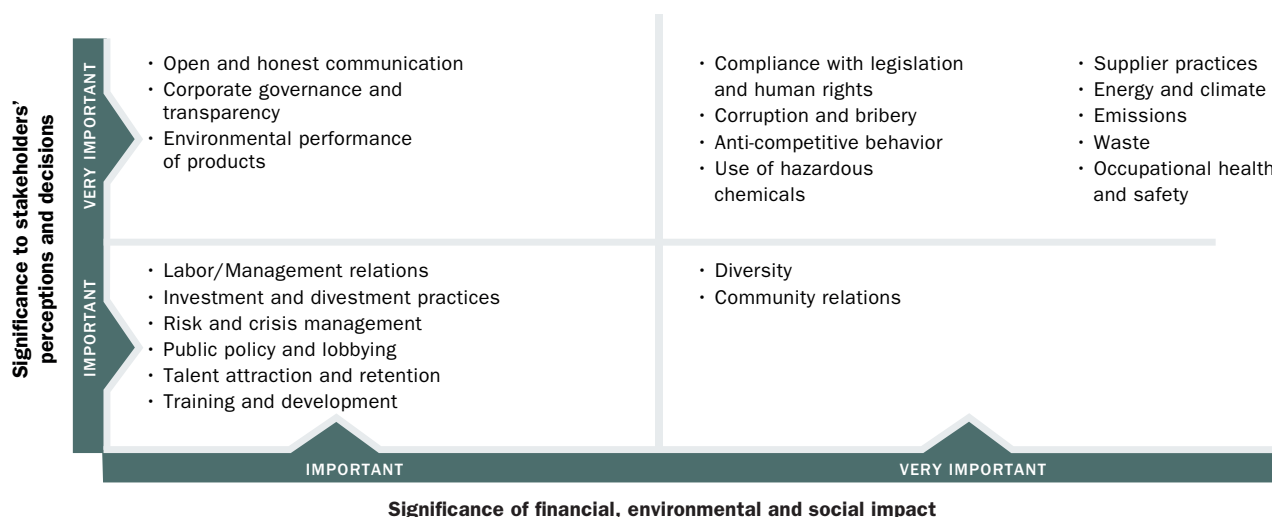 Significance to stakeholders'
perceptions and decisions
VERY IMPORTANT
• Open and honest communication
• Corporate governance and
transparency
• Environmental performance
of products
• Compliance with legislation
and human rights
• Corruption and bribery
• Anti-competitive behavior
• Use of hazardous
chemicals
• Supplier practices
• Energy and climate
• Emissions
• Waste
• Occupational health
and safety
IMPORTANT
• Labor/Management relations
• Investment and divestment practices
• Risk and crisis management
• Public policy and lobbying
• Talent attraction and retention
• Training and development
• Diversity
• Community relations
IMPORTANT
VERY IMPORTANT
Significance of financial, environmental and social impact